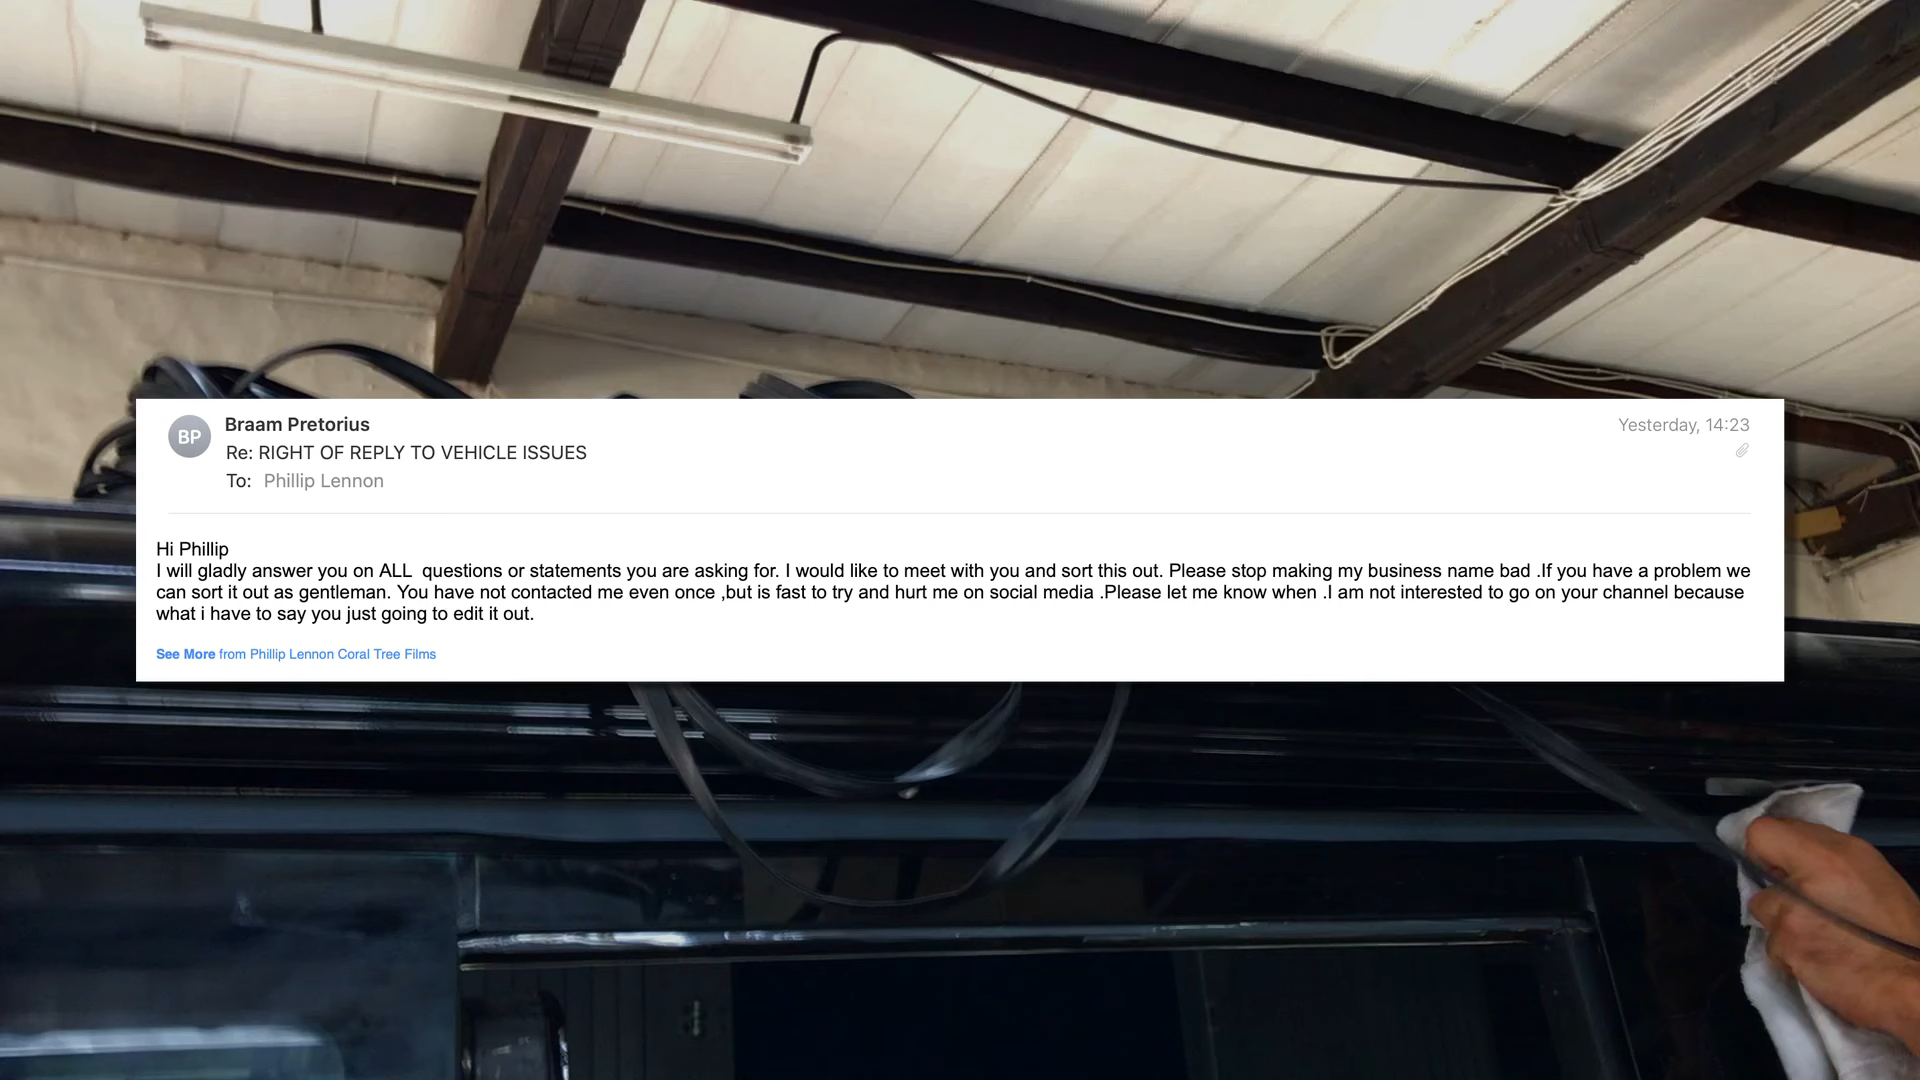 BP
Braam Pretorius
Yesterday, 14:23
Re: RIGHT OF REPLY TO VEHICLE ISSUES
To: Phillip Lennon
Hi Phillip
I will gladly answer you on ALL  questions or statements you are asking for. I would like to meet with you and sort this out. Please stop making my business name bad .If you have a problem we
can sort it out as gentleman. You have not contacted me even once ,but is fast to try and hurt me on social media .Please let me know when .I am not interested to go on your channel because
what i have to say you just going to edit it out.
See More from Phillip Lennon Coral Tree Films